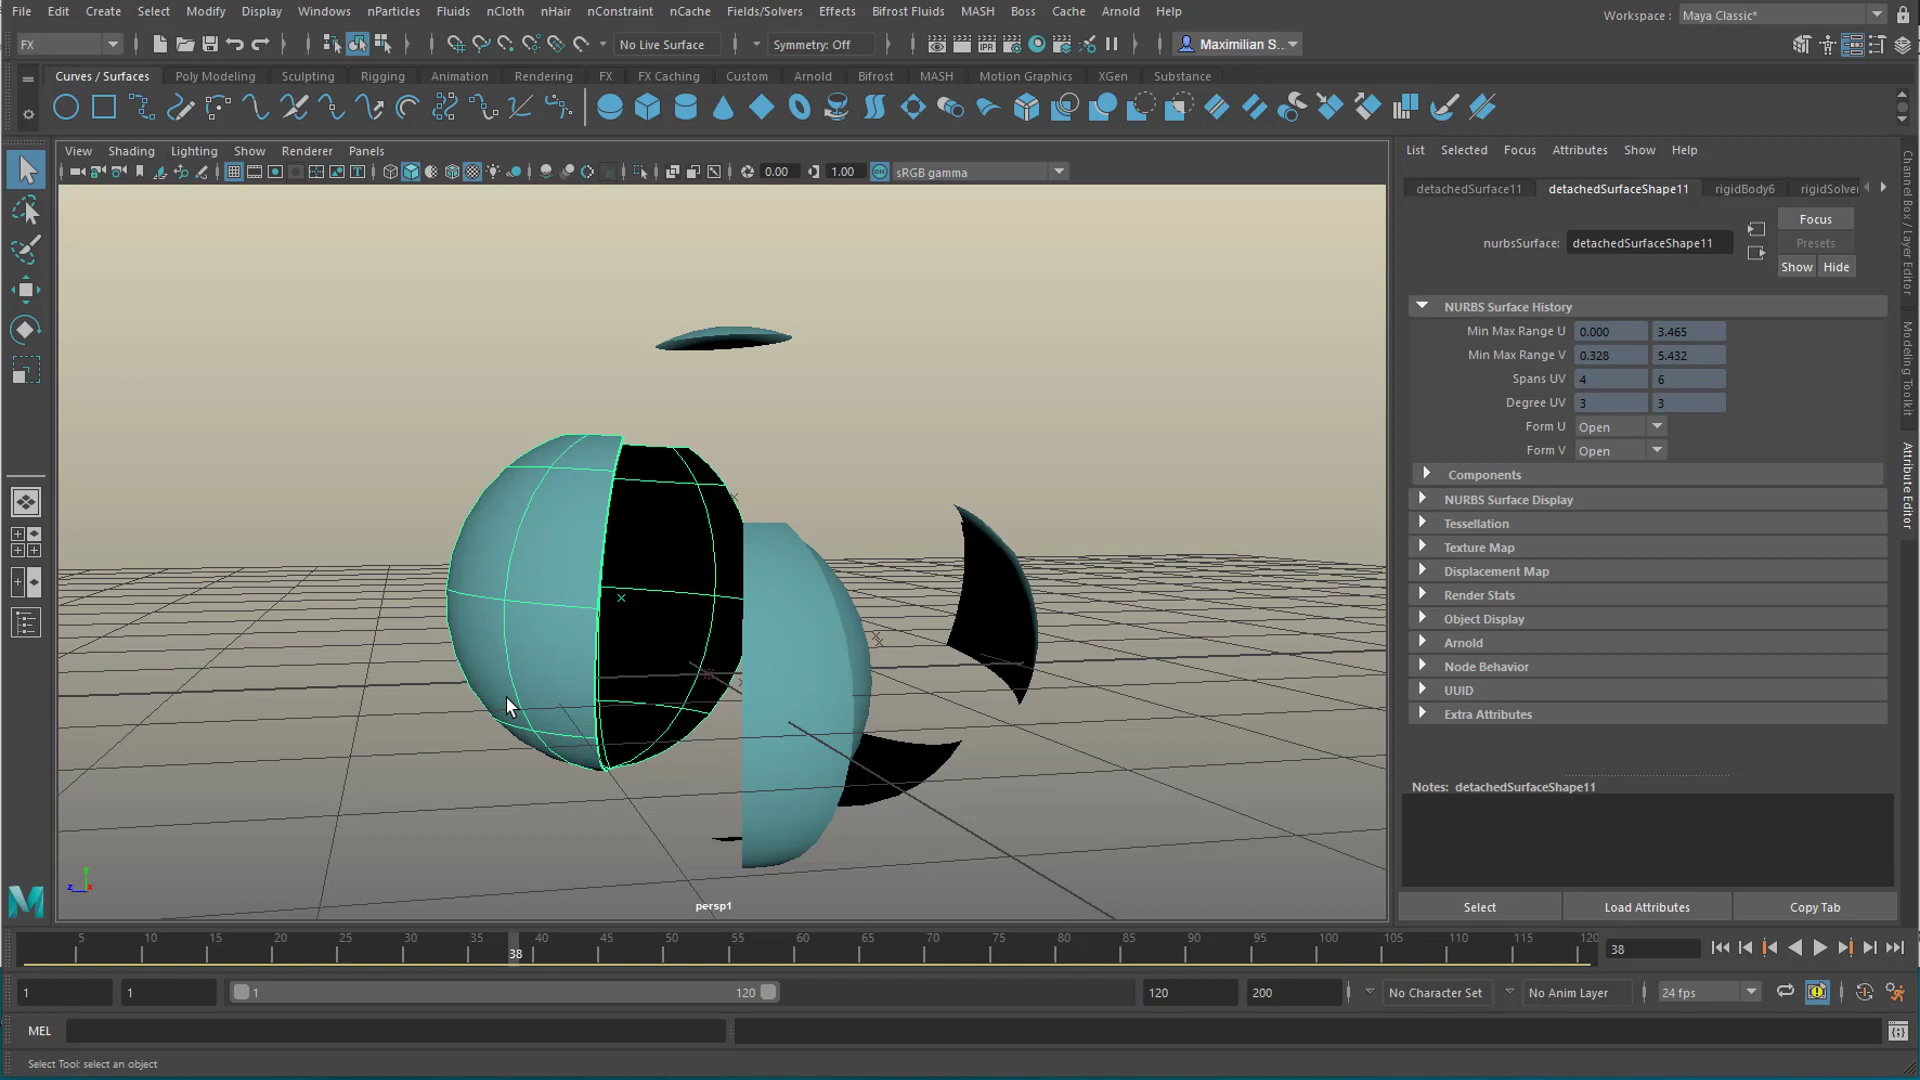 File Edit Create Select Modify Display Windows nParticles Fluids nCloth nHair nConstraint nCache Fields/Solvers Effects Bifrost Fluids MASH Boss Cache Arnold Help
Workspace : Maya Classic*
FX No Live Surface Symmetry: Off Maximilian S..
Curves / Surfaces Poly Modeling Sculpting Rigging Animation Rendering FX FX Caching Custom Arnold Bifrost MASH Motion Graphics XGen Substance
View Shading Lighting Show Renderer Panels
0.00 1.00 sRGB gamma
List Selected Focus Attributes Show Help
detachedSurface11 detachedSurfaceShape11 rigidBody6 rigidSolver
nurbsSurface: detachedSurfaceShape11
Focus
Presets
Show Hide
NURBS Surface History
Min Max Range U 0.000 3.465
Min Max Range V 0.328 5.432
Spans UV 4 6
Degree UV 3 3
Form U Open
Form V Open
Components
NURBS Surface Display
Tessellation
Texture Map
Displacement Map
Render Stats
Object Display
Arnold
Node Behavior
UUID
Extra Attributes
Notes: detachedSurfaceShape11
Select Load Attributes Copy Tab
Channel Box / Layer Editor
Modeling Toolkit
Attribute Editor
y
z x
persp1
5 10 15 20 25 30 35 40 45 50 55 60 65 70 75 80 85 90 95 100 105 110 115 120
38
38
1 1 1 120 120 200 No Character Set No Anim Layer 24 fps
MEL
Select Tool: select an object